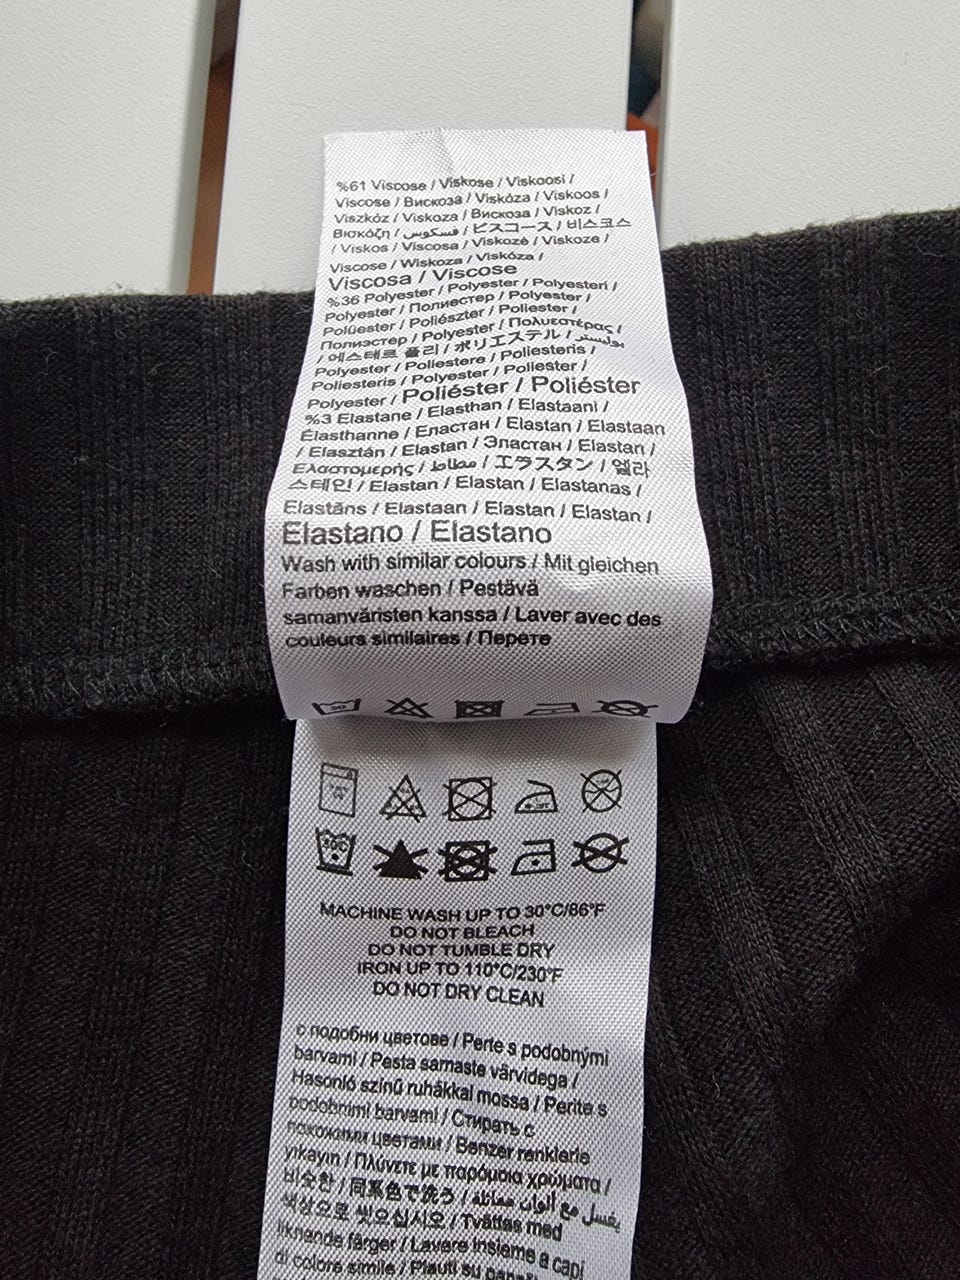 %61 Viscose / Viskose / Viskoosi /
Viscose / Вискоза / Viskóza / Viskoos /
Viszkóz / Viskoza / Вискоза / Viskoz /
Βισκόζη / فسكوس / ビスコース / 비스코스
/ Viskos / Viscosa / Viskozė / Viskoze /
Viscose / Wiskoza / Viskóza /
Viscosa / Viscose
%36 Polyester / Polyester / Polyesteri /
Polyester / Полиестер / Polyester /
Polüester / Poliészter / Poliester /
Полиэстер / Polyester / Πολυεστέρας /
/ 에스테르 폴리 / ポリエステル / بوليستر
Polyester / Poliestere / Poliesteris /
Poliesteris / Polyester / Poliester /
Polyester / Poliéster / Poliéster
%3 Elastane / Elasthan / Elastaani /
Élasthanne / Еластан / Elastan / Elastaan
/ Elasztán / Elastan / Эластан / Elastan /
Ελαστομερής / مطاط / エラスタン / 엘라
스테인 / Elastan / Elastan / Elastanas /
Elastāns / Elastaan / Elastan / Elastan /
Elastano / Elastano
Wash with similar colours / Mit gleichen
Farben waschen / Pestävä
samanväristen kanssa / Laver avec des
couleurs similaires / Перете
30
30C
MACHINE WASH UP TO 30°C/86°F
DO NOT BLEACH
DO NOT TUMBLE DRY
IRON UP TO 110°C/230°F
DO NOT DRY CLEAN
с подобни цветове / Perte s podobnými
barvami / Pesta samaste värvidega /
Hasonló színű ruhákkal mossa / Perite s
podobnimi barvami / Стирать с
похожими цветами / Benzer renklerle
yıkayın / Πλύνετε με παρόμοια χρώματα /
비슷한 / 同系色で洗う / يغسل مع ألوان مماثلة
색상으로 씻으십시오 / Tvättas med
liknande färger / Lavare insieme a capi
di colore simile / Plauti su